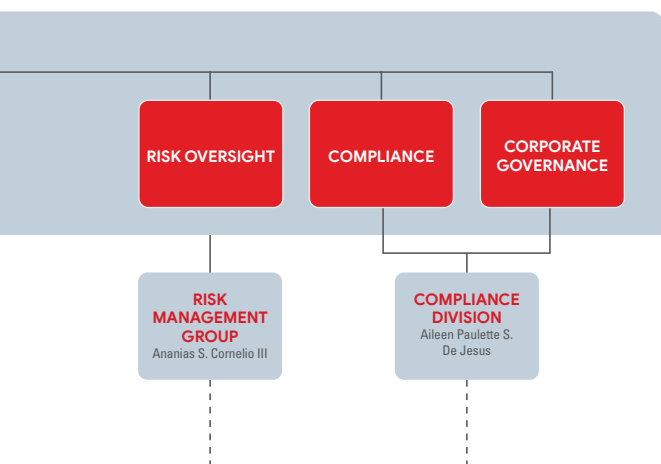 RISK OVERSIGHT
COMPLIANCE
CORPORATE
GOVERNANCE
RISK
MANAGEMENT
GROUP
Ananias S. Cornelio III
COMPLIANCE
DIVISION
Aileen Paulette S.
De Jesus